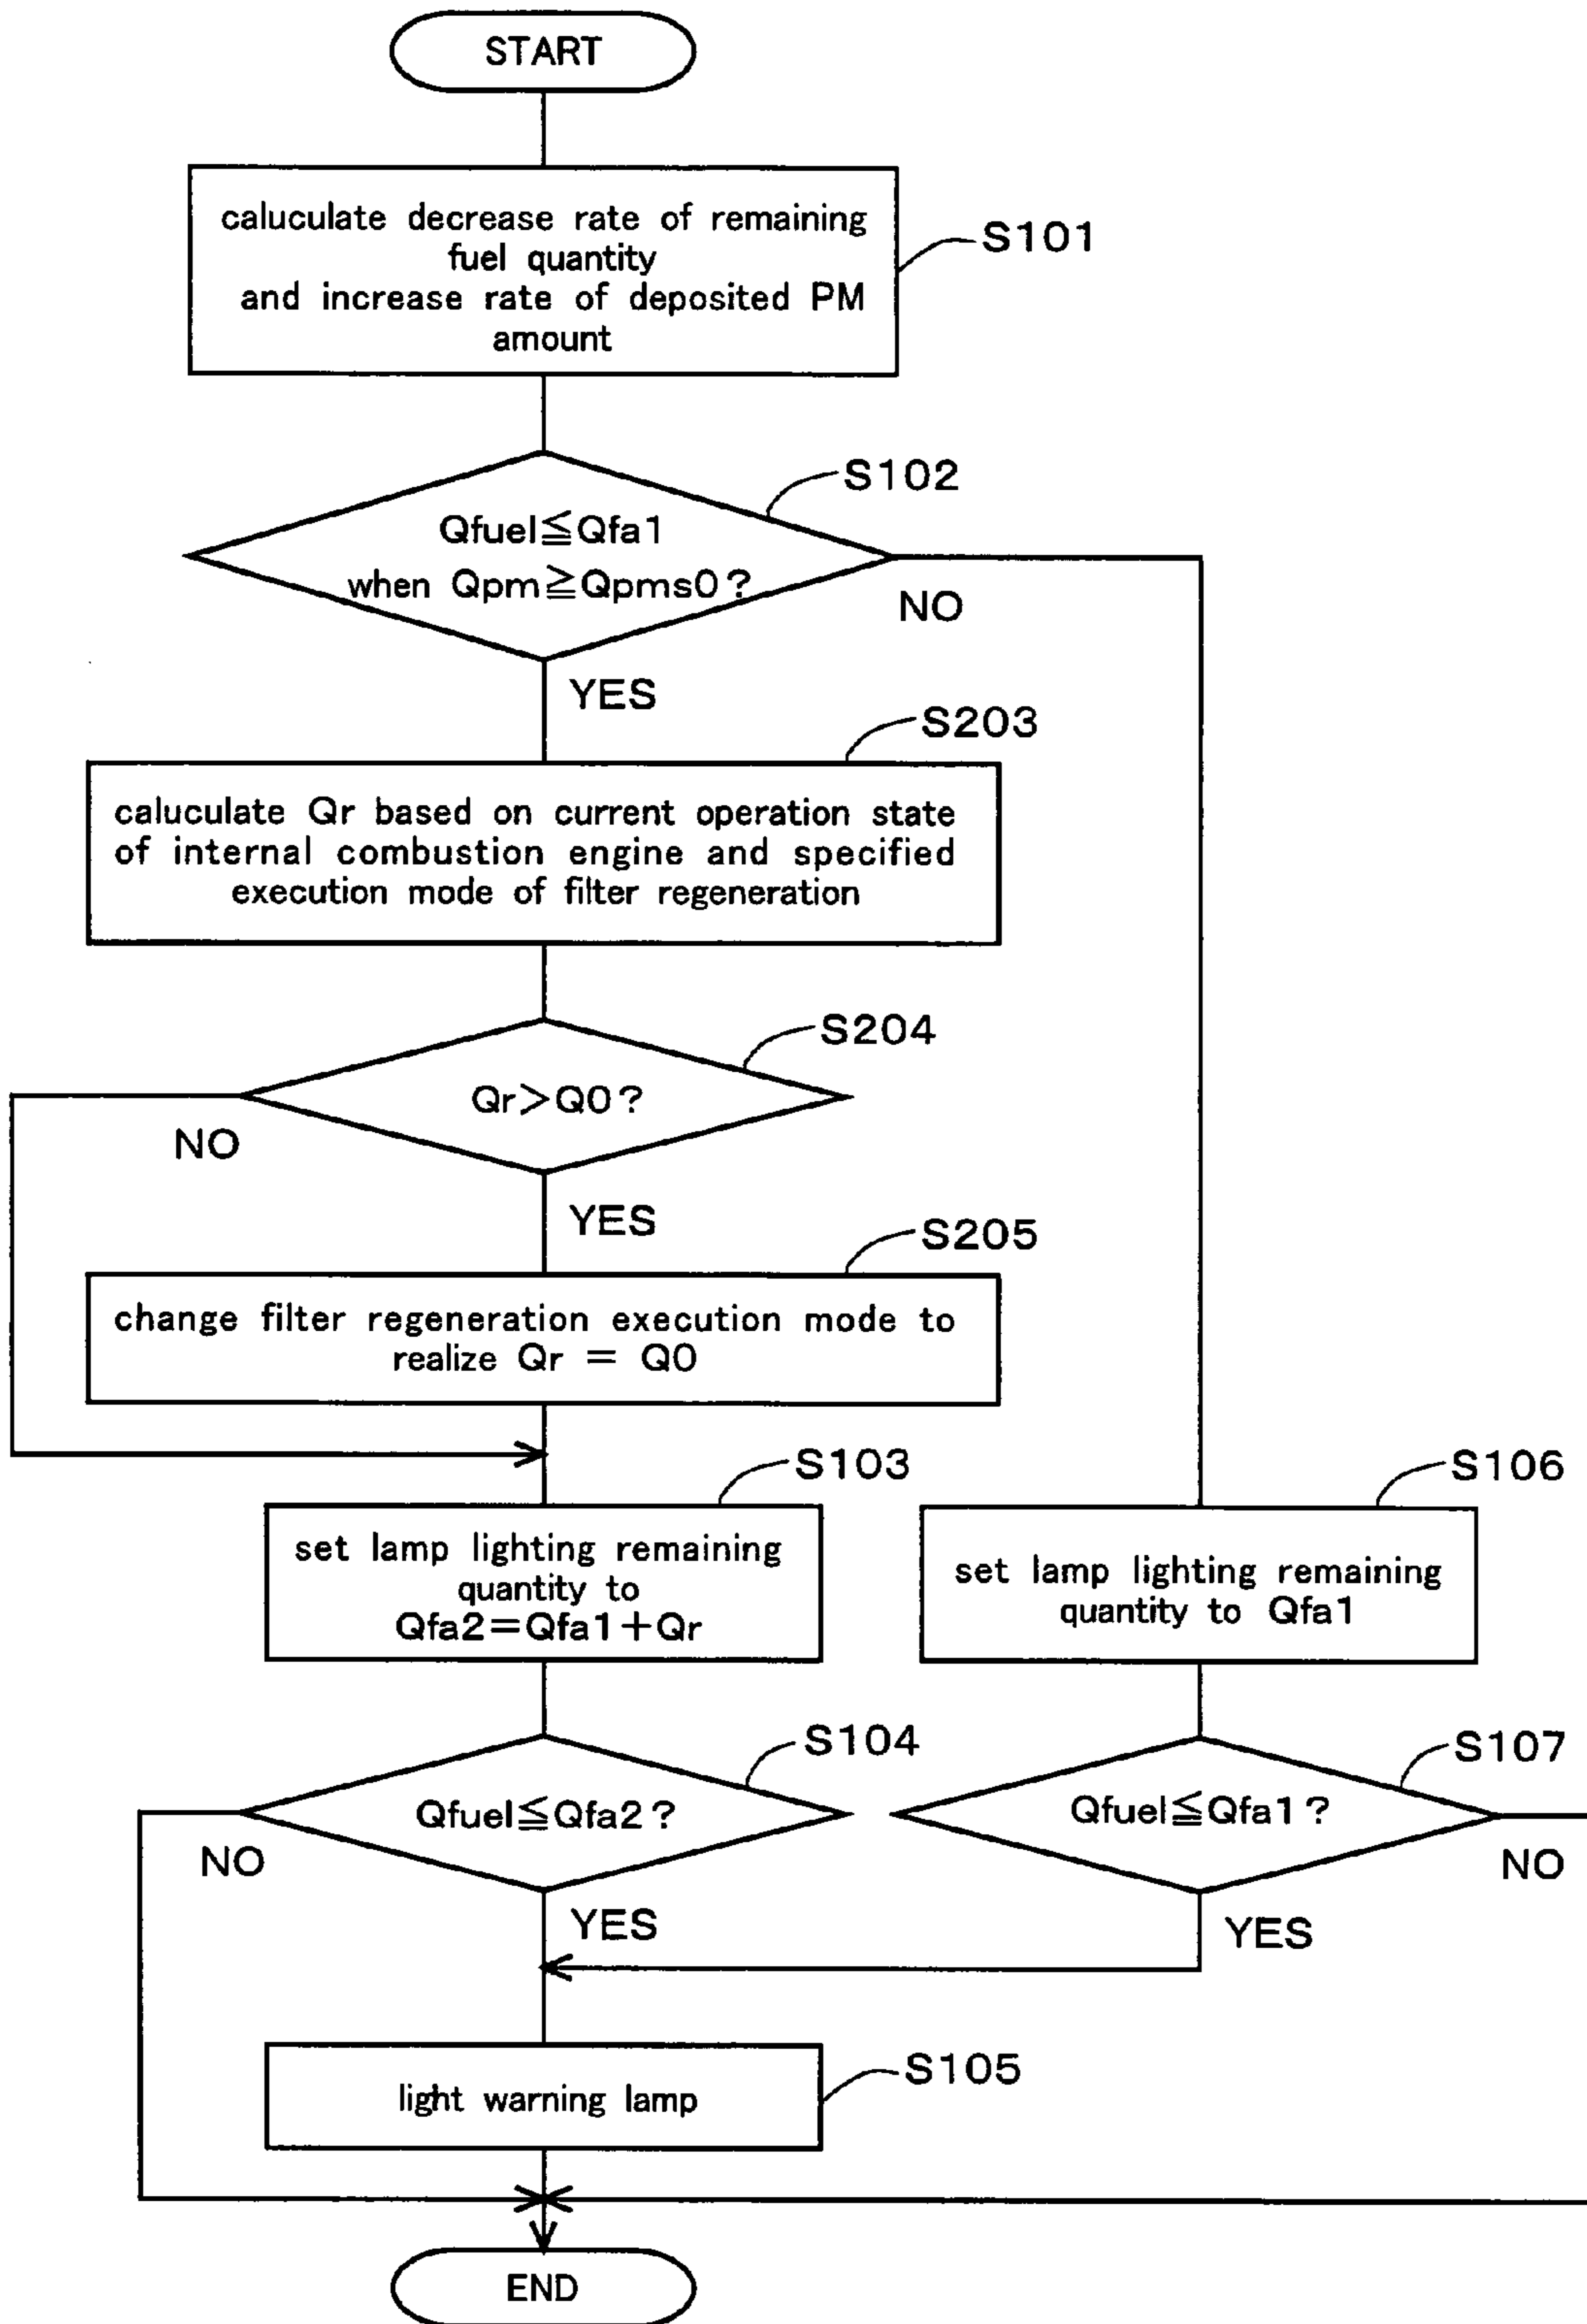 START
caluculate decrease rate of remaining
fuel quantity
and increase rate of deposited PM
amount
S101
S102
Qfuel≦Qfa1
when Qpm≧Qpms0?
NO
YES
S203
caluculate Qr based on current operation state
of internal combustion engine and specified
execution mode of filter regeneration
S204
Qr>Q0?
NO
YES
S205
change filter regeneration execution mode to
realize Qr = Q0
S103
set lamp lighting remaining
quantity to
Qfa2=Qfa1+Qr
S106
set lamp lighting remaining
quantity to Qfa1
S104
Qfuel≦Qfa2?
NO
YES
S107
Qfuel≦Qfa1?
NO
YES
S105
light warning lamp
END